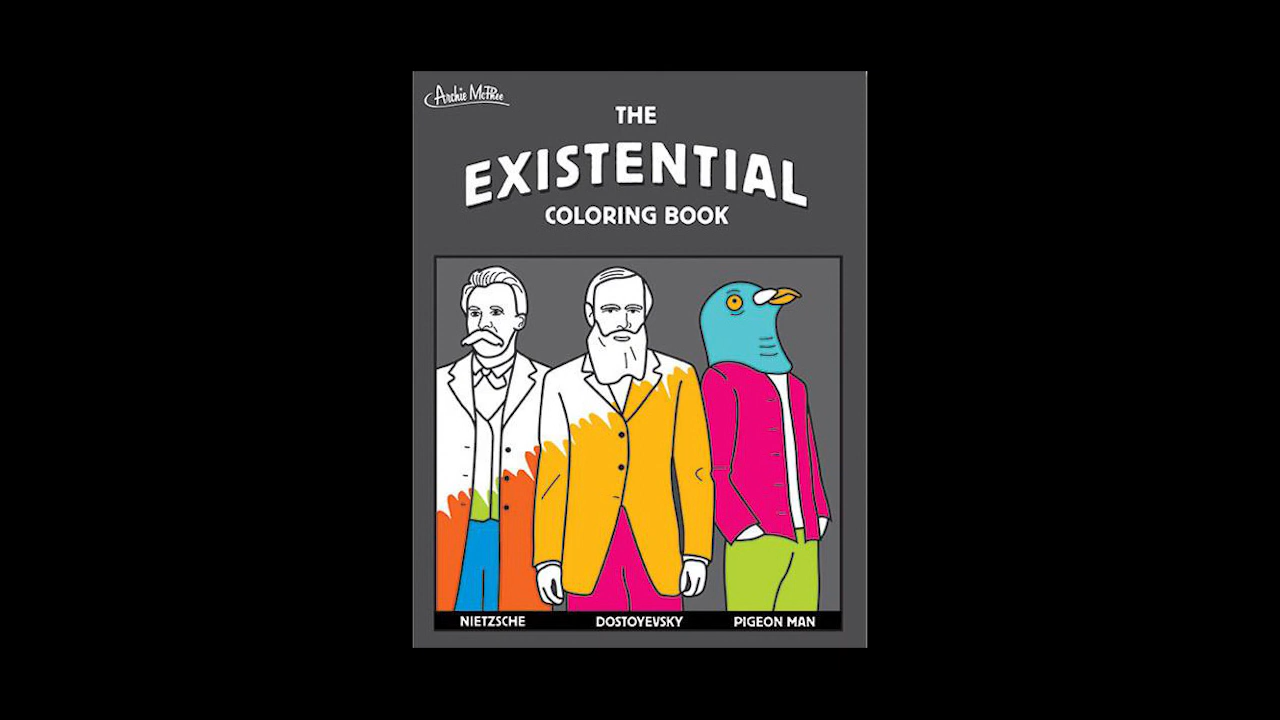 Archie McPhee
THE
EXISTENTIAL
COLORING BOOK
NIETZSCHE DOSTOYEVSKY PIGEON MAN